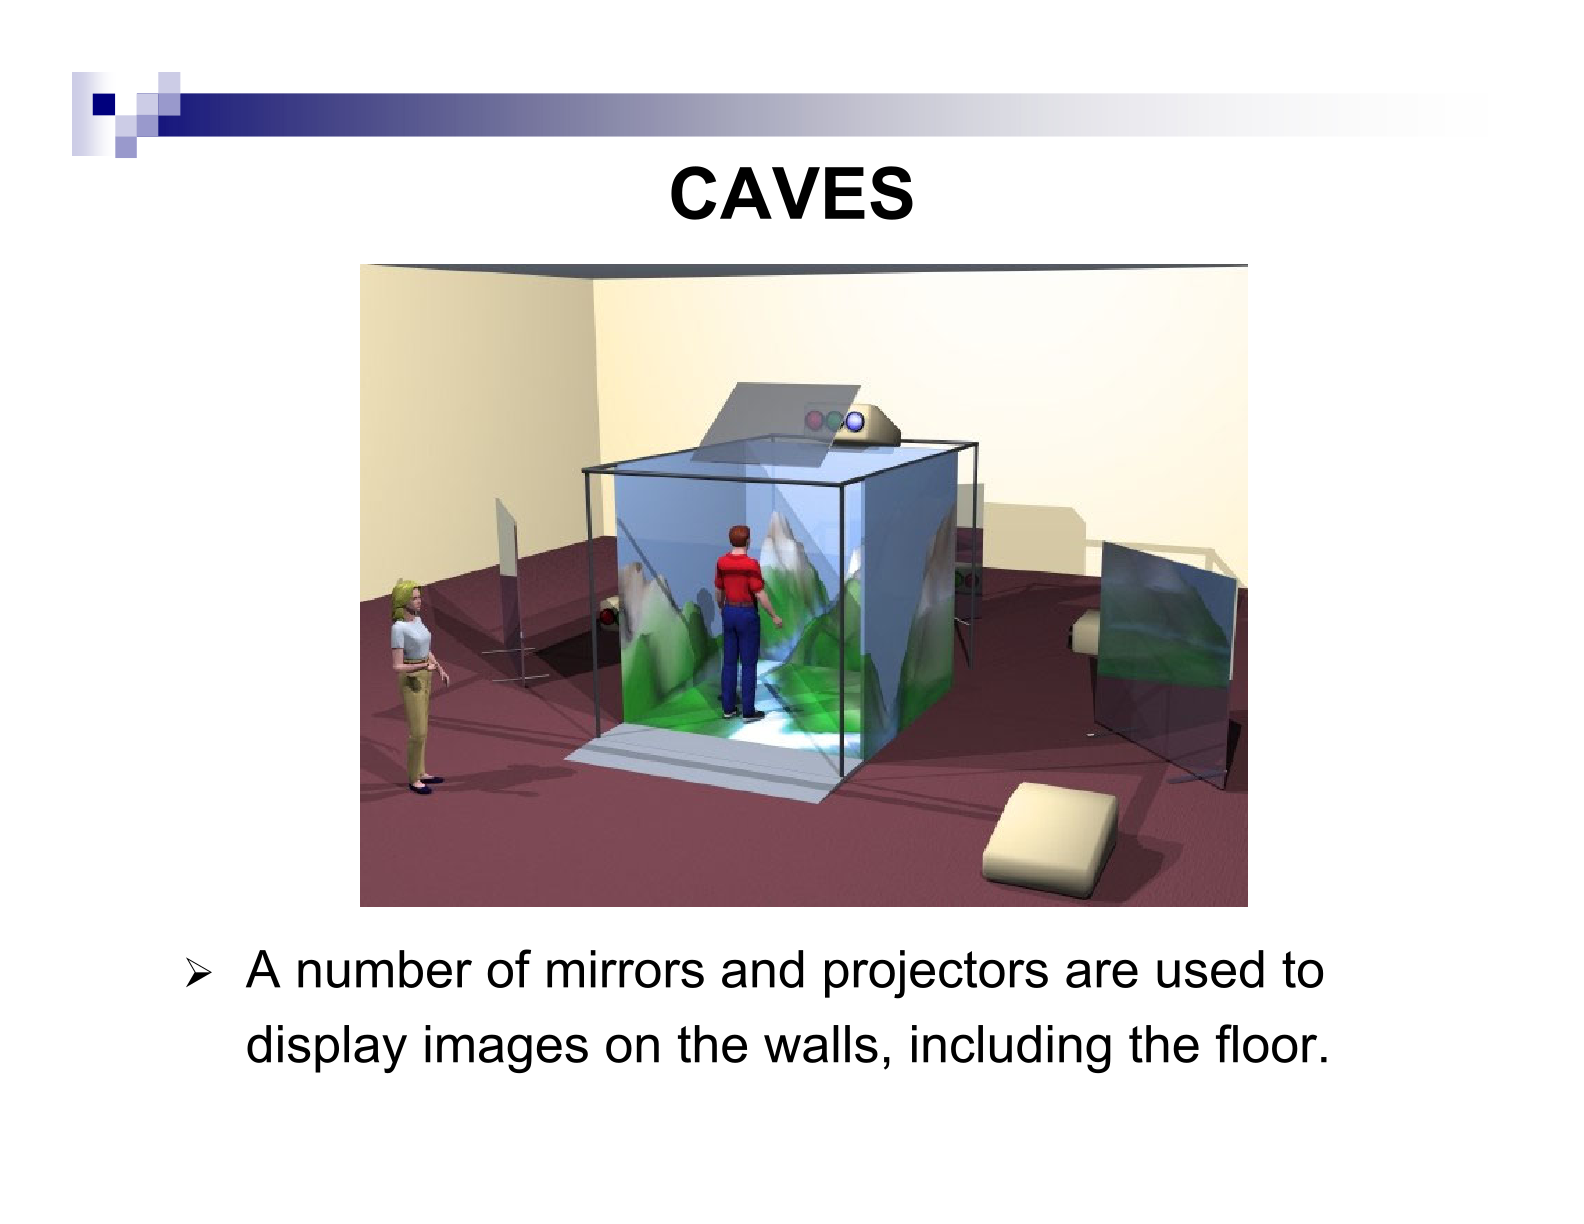 CAVES
➢ A number of mirrors and projectors are used to
display images on the walls, including the floor.